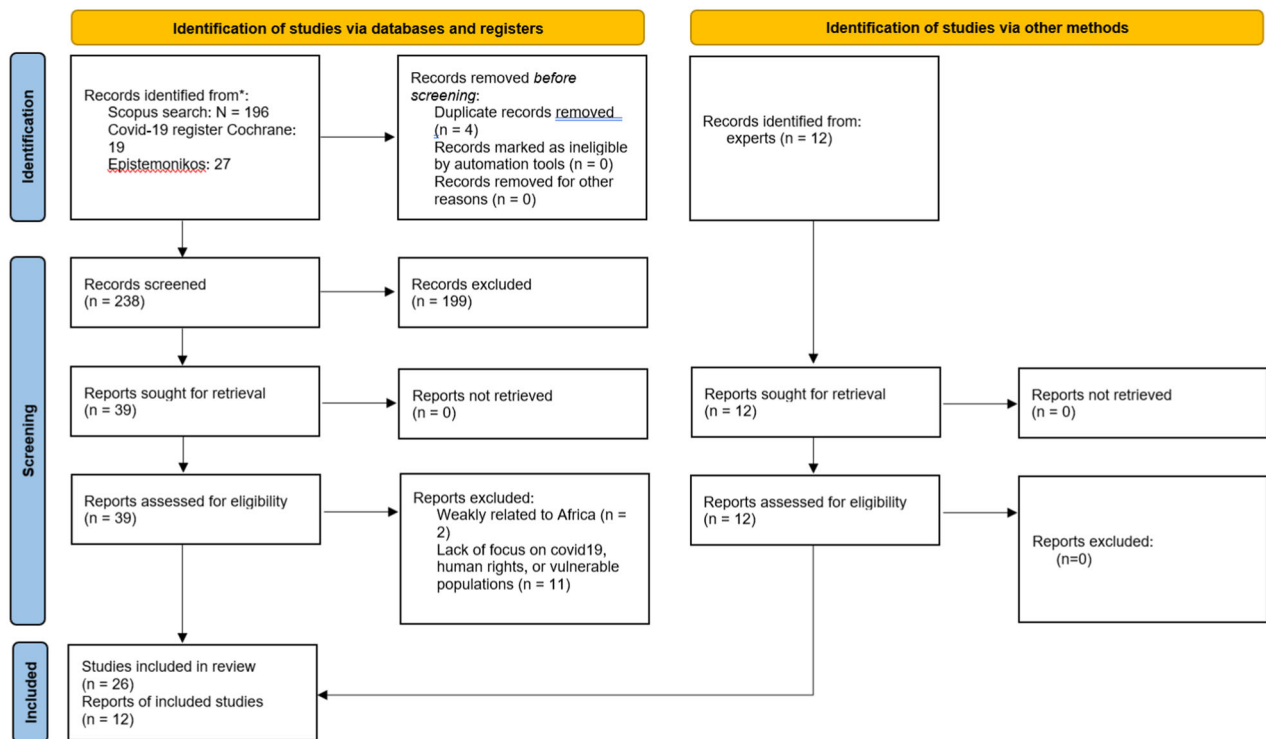 Identification of studies via databases and registers
Identification of studies via other methods
Identification
Records identified from*:
Scopus search: N = 196
Covid-19 register Cochrane:
19
Epistemonikos: 27
Records removed before
screening:
Duplicate records removed
(n = 4)
Records marked as ineligible
by automation tools (n = 0)
Records removed for other
reasons (n = 0)
Records identified from:
experts (n = 12)
Screening
Records screened
(n = 238)
Records excluded
(n = 199)
Reports sought for retrieval
(n = 39)
Reports not retrieved
(n = 0)
Reports sought for retrieval
(n = 12)
Reports not retrieved
(n = 0)
Reports assessed for eligibility
(n = 39)
Reports excluded:
Weakly related to Africa (n =
2)
Lack of focus on covid19,
human rights, or vulnerable
populations (n = 11)
Reports assessed for eligibility
(n = 12)
Reports excluded:
(n=0)
Included
Studies included in review
(n = 26)
Reports of included studies
(n = 12)